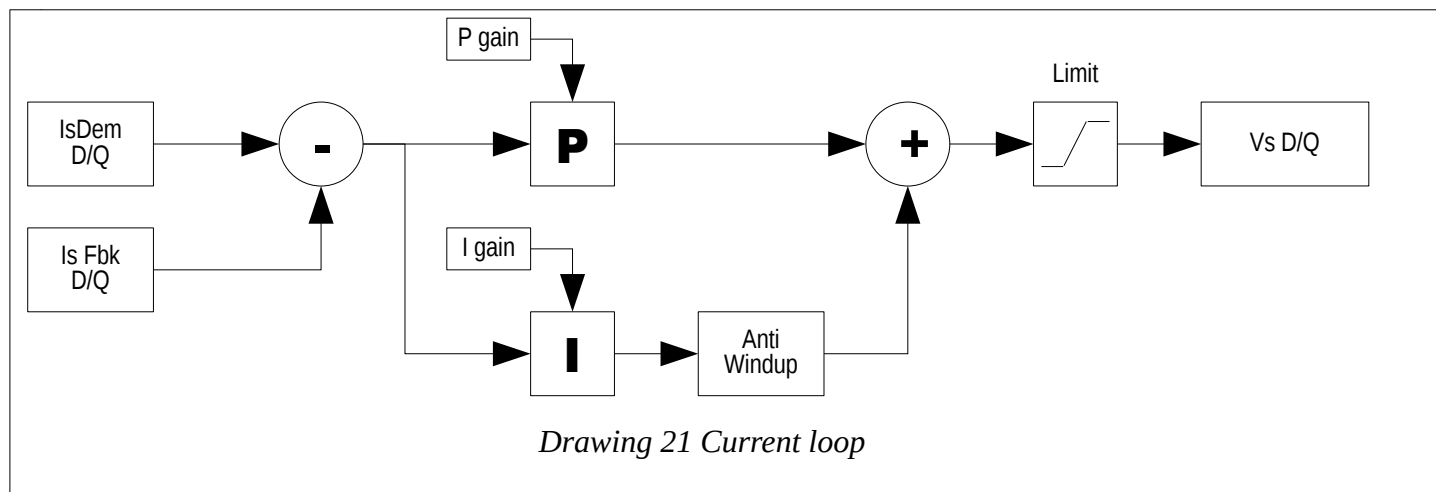 P gain
Limit
IsDem
D/Q
-
P
+
Vs D/Q
Is Fbk
D/Q
I gain
I
Anti
Windup
Drawing 21 Current loop